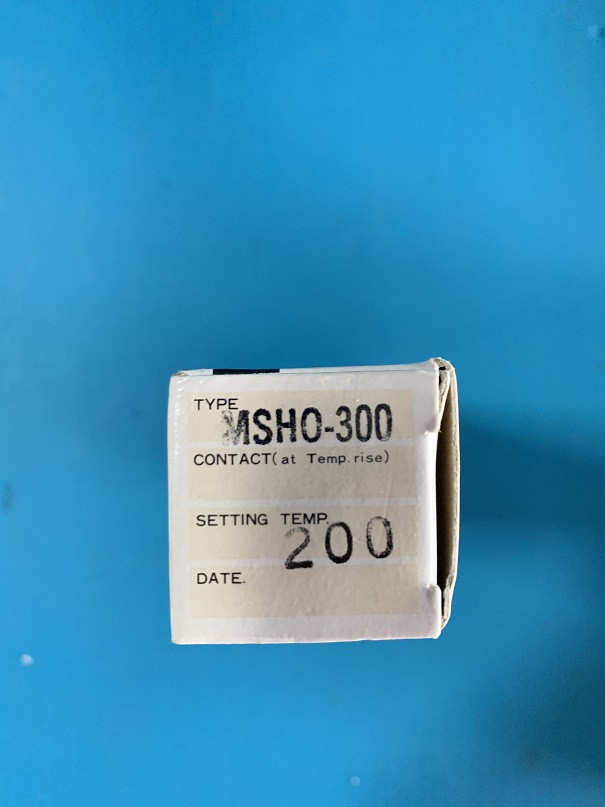 TYPE
MSHO-300
CONTACT(at Temp.rise)
SETTING TEMP.
200
DATE.